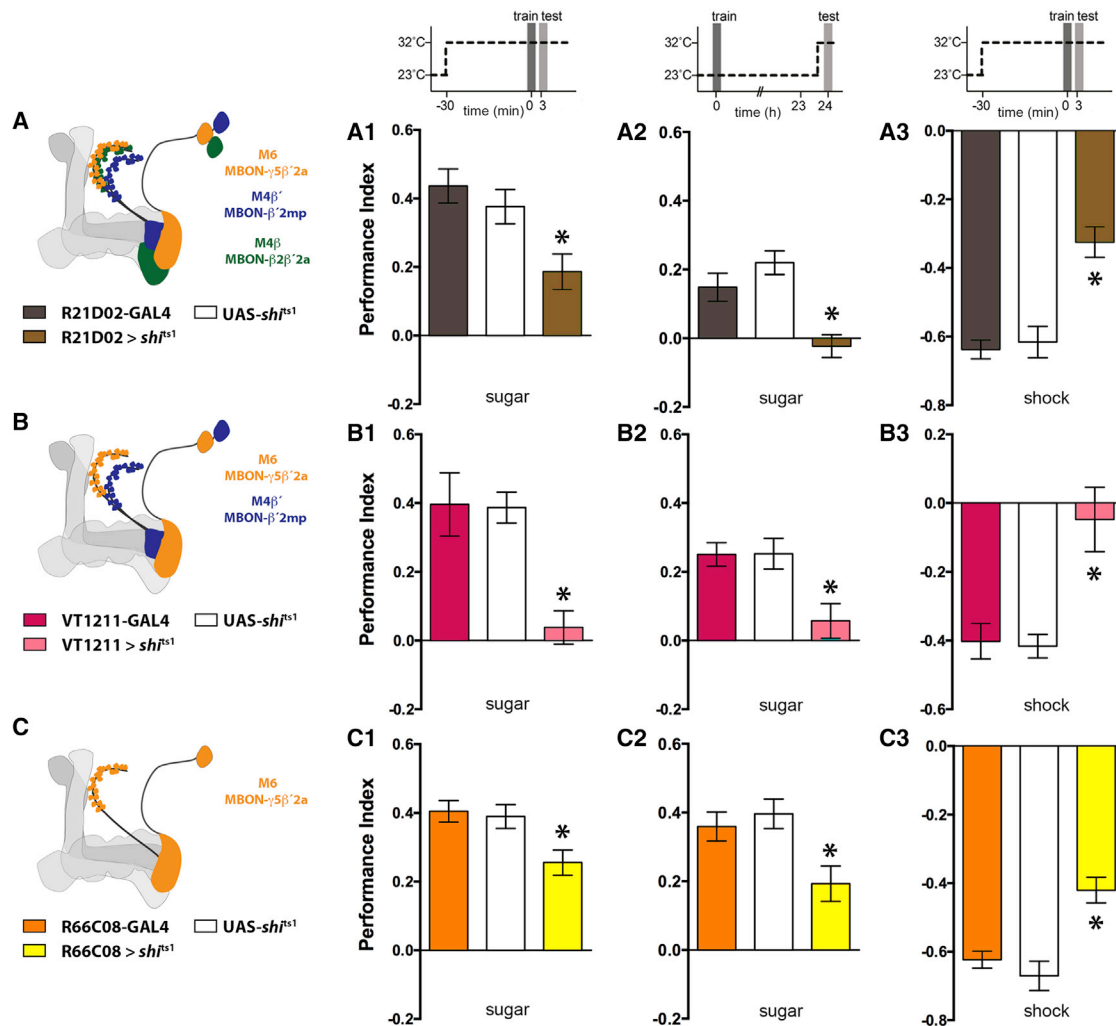 train test
32°C
23°C
-30
0 3
time (min)
train
test
32°C
23°C
0
//
23
24
time (h)
train test
32°C
23°C
-30
0 3
time (min)
A
M6
MBON-γ5β´2a
M4β´
MBON-β´2mp
M4β
MBON-β2β´2a
R21D02-GAL4
UAS-shiᵗˢ¹
R21D02 > shiᵗˢ¹
A1
Performance Index
0.6
0.4
0.2
0.0
-0.2
*
sugar
A2
0.6
0.4
0.2
0.0
-0.2
*
sugar
A3
0.0
-0.2
-0.4
-0.6
-0.8
*
shock
B
M6
MBON-γ5β´2a
M4β´
MBON-β´2mp
VT1211-GAL4
UAS-shiᵗˢ¹
VT1211 > shiᵗˢ¹
B1
Performance Index
0.6
0.4
0.2
0.0
-0.2
*
sugar
B2
0.6
0.4
0.2
0.0
-0.2
*
sugar
B3
0.2
0.0
-0.2
-0.4
-0.6
*
shock
C
M6
MBON-γ5β´2a
R66C08-GAL4
UAS-shiᵗˢ¹
R66C08 > shiᵗˢ¹
C1
Performance Index
0.6
0.4
0.2
0.0
-0.2
*
sugar
C2
0.6
0.4
0.2
0.0
-0.2
*
sugar
C3
0.0
-0.2
-0.4
-0.6
-0.8
*
shock